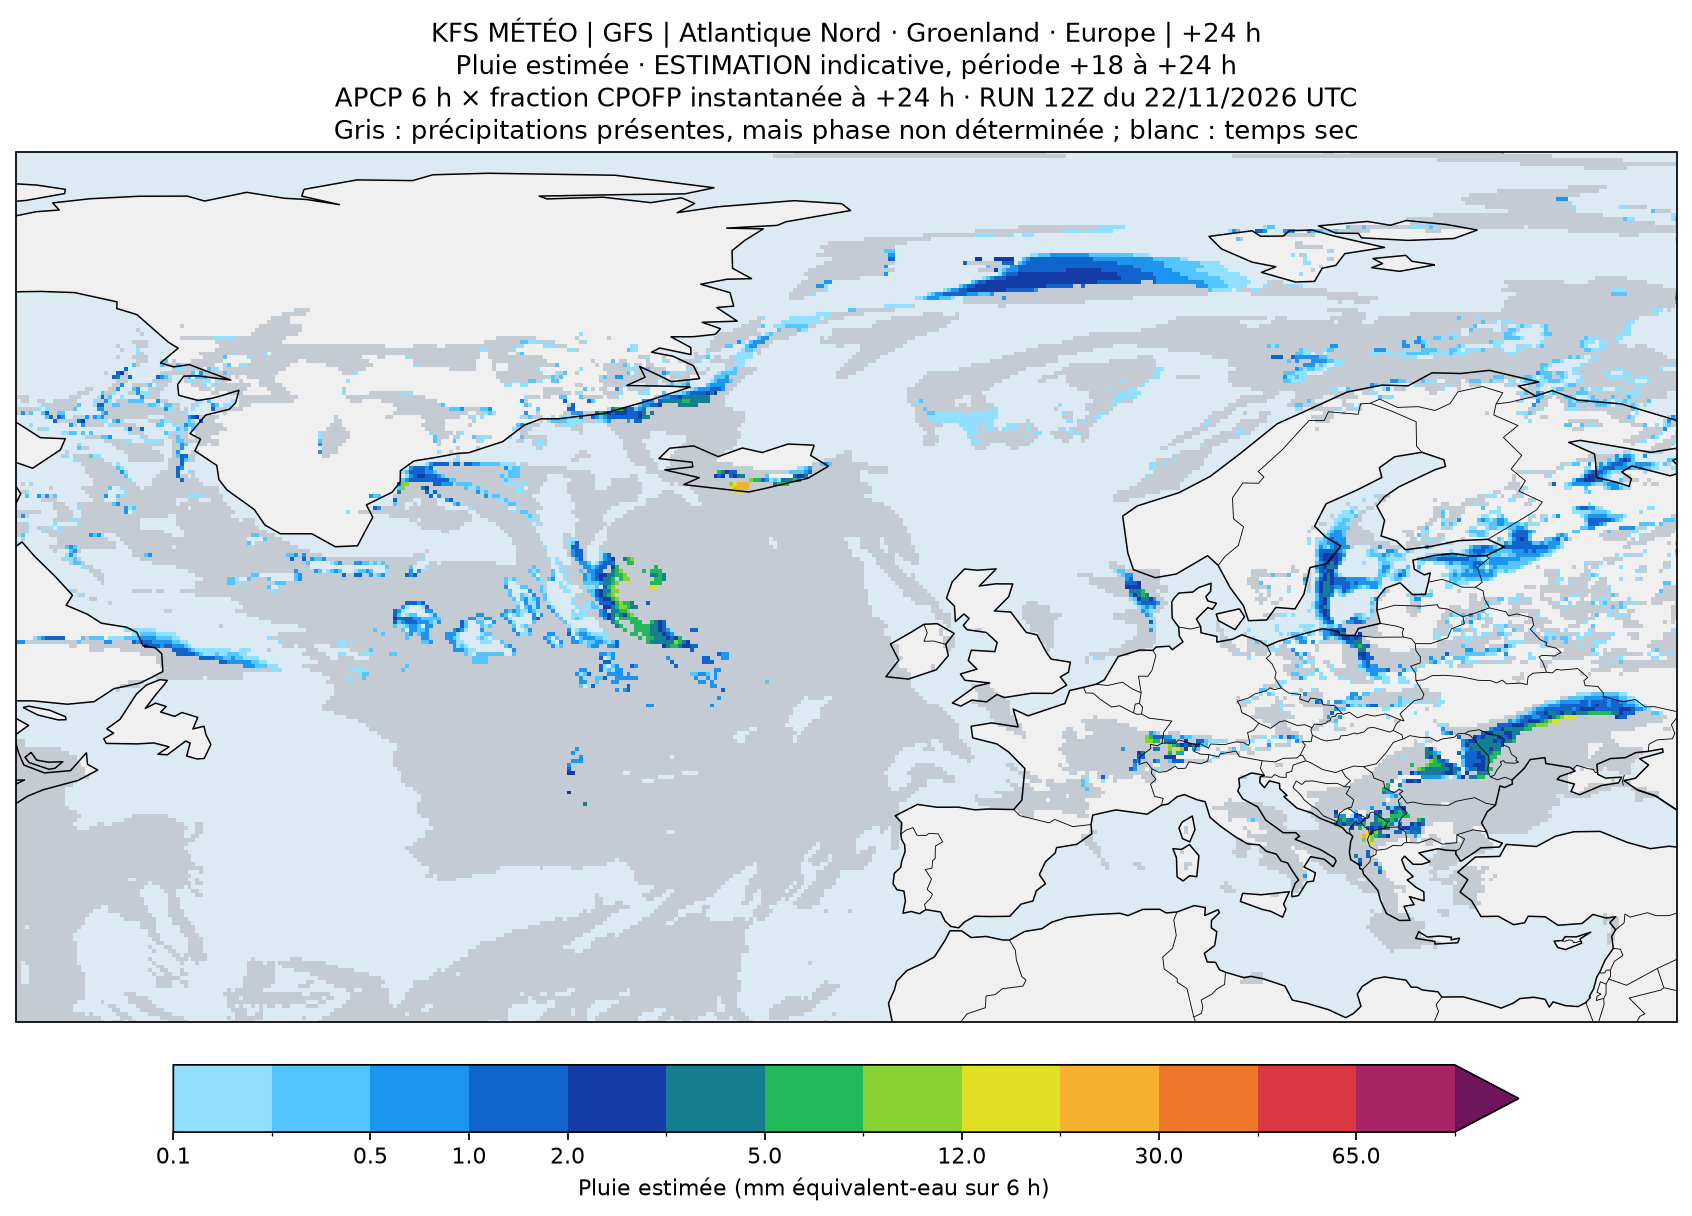 KFS MÉTÉO | GFS | Atlantique Nord · Groenland · Europe | +24 h
Pluie estimée · ESTIMATION indicative, période +18 à +24 h
APCP 6 h × fraction CPOFP instantanée à +24 h · RUN 12Z du 22/11/2026 UTC
Gris : précipitations présentes, mais phase non déterminée ; blanc : temps sec
0.1 0.5 1.0 2.0 5.0 12.0 30.0 65.0
Pluie estimée (mm équivalent-eau sur 6 h)